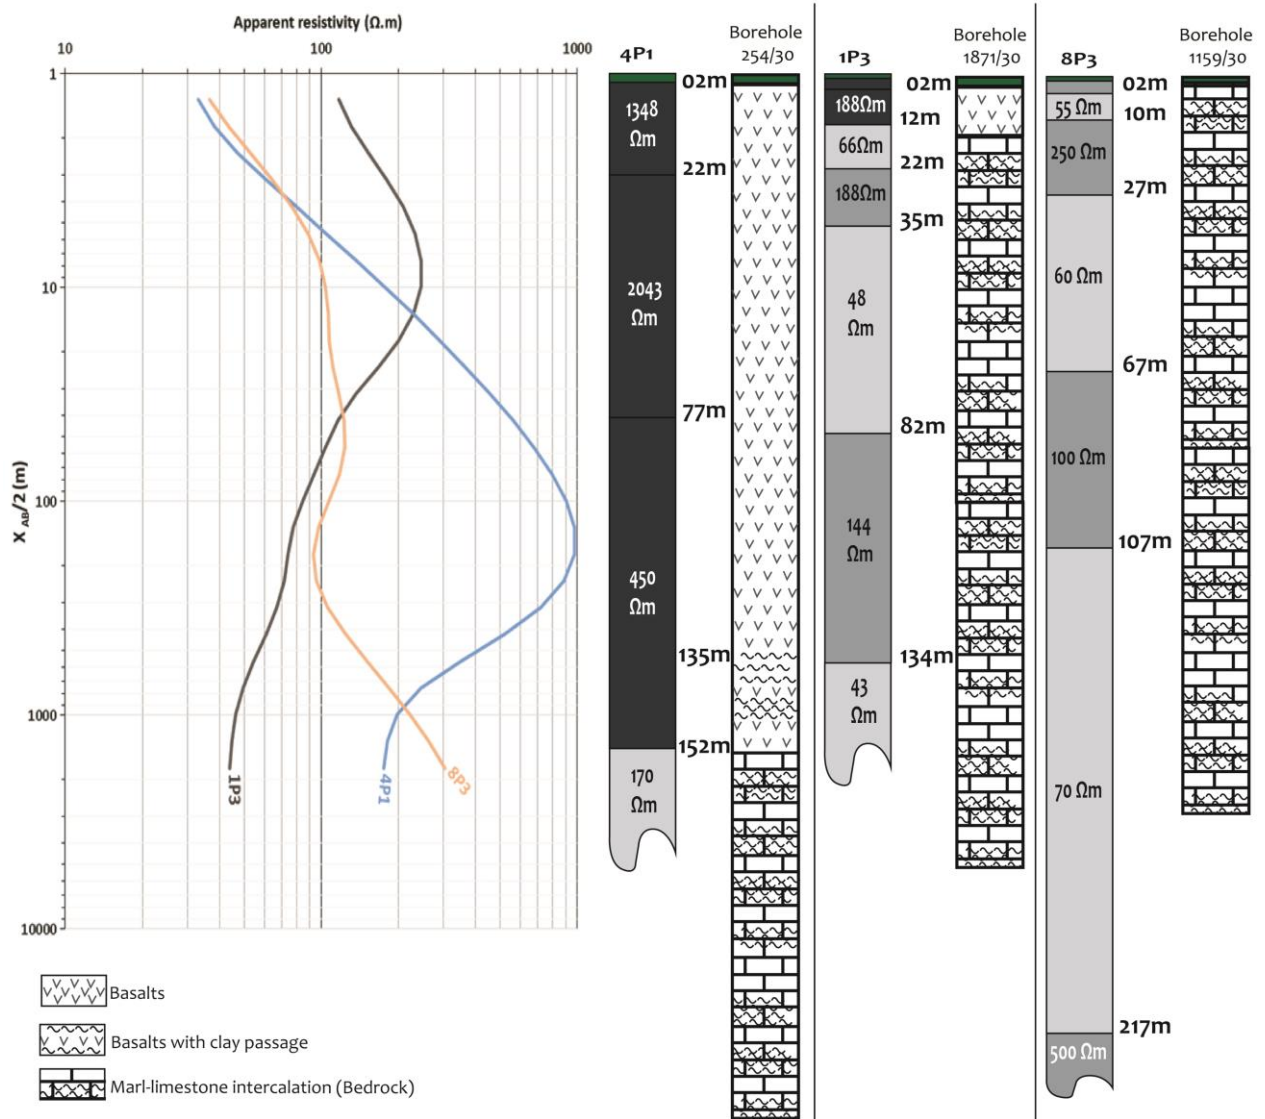 Apparent resistivity (Ω.m)
10
100
1000
1
10
100
1000
10000
X AB/2 (m)
1P3
4P1
8P3
Basalts
Basalts with clay passage
Marl-limestone intercalation (Bedrock)
4P1
02m
1348
Ωm
22m
2043
Ωm
77m
450
Ωm
135m
152m
170
Ωm
Borehole
254/30
1P3
02m
188Ωm
12m
66Ωm
22m
188Ωm
35m
48
Ωm
82m
144
Ωm
134m
43
Ωm
Borehole
1871/30
8P3
02m
55 Ωm
10m
250 Ωm
27m
60 Ωm
67m
100 Ωm
107m
70 Ωm
217m
500 Ωm
Borehole
1159/30